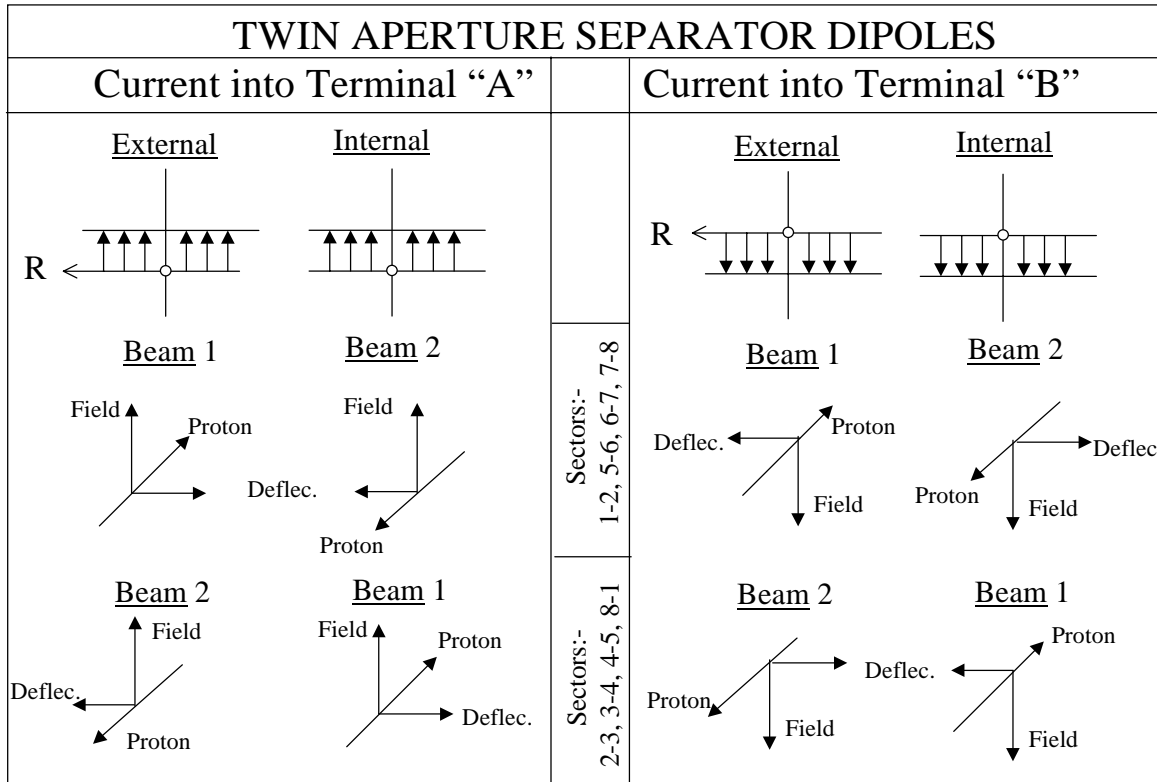 TWIN APERTURE SEPARATOR DIPOLES
Current into Terminal “A”
Current into Terminal “B”
External
Internal
External
Internal
R
R
Beam 1
Beam 2
Sectors:-
1-2, 5-6, 6-7, 7-8
Beam 1
Beam 2
Field
Proton
Field
Deflec.
Proton
Deflec.
Proton
Field
Deflec.
Proton
Field
Beam 2
Beam 1
Sectors:-
2-3, 3-4, 4-5, 8-1
Beam 2
Beam 1
Field
Deflec.
Proton
Field
Proton
Deflec.
Proton
Field
Deflec.
Proton
Field